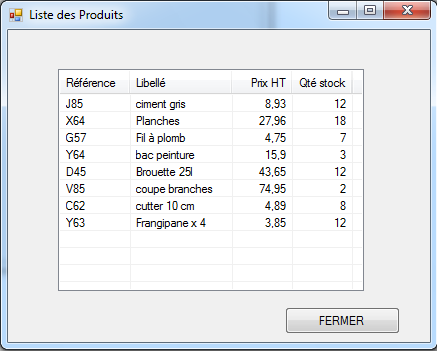 Liste des Produits
Référence Libellé Prix HT Qté stock
J85 ciment gris 8,93 12
X64 Planches 27,96 18
G57 Fil à plomb 4,75 7
Y64 bac peinture 15,9 3
D45 Brouette 25l 43,65 12
V85 coupe branches 74,95 2
C62 cutter 10 cm 4,89 8
Y63 Frangipane x 4 3,85 12
FERMER